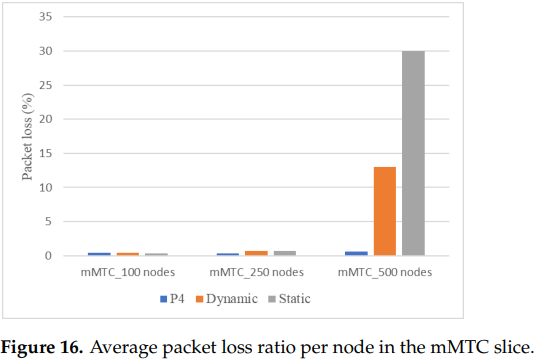 35
30
25
20
15
10
5
0
Packet loss (%)
mMTC_100 nodes mMTC_250 nodes mMTC_500 nodes
P4 Dynamic Static
Figure 16. Average packet loss ratio per node in the mMTC slice.